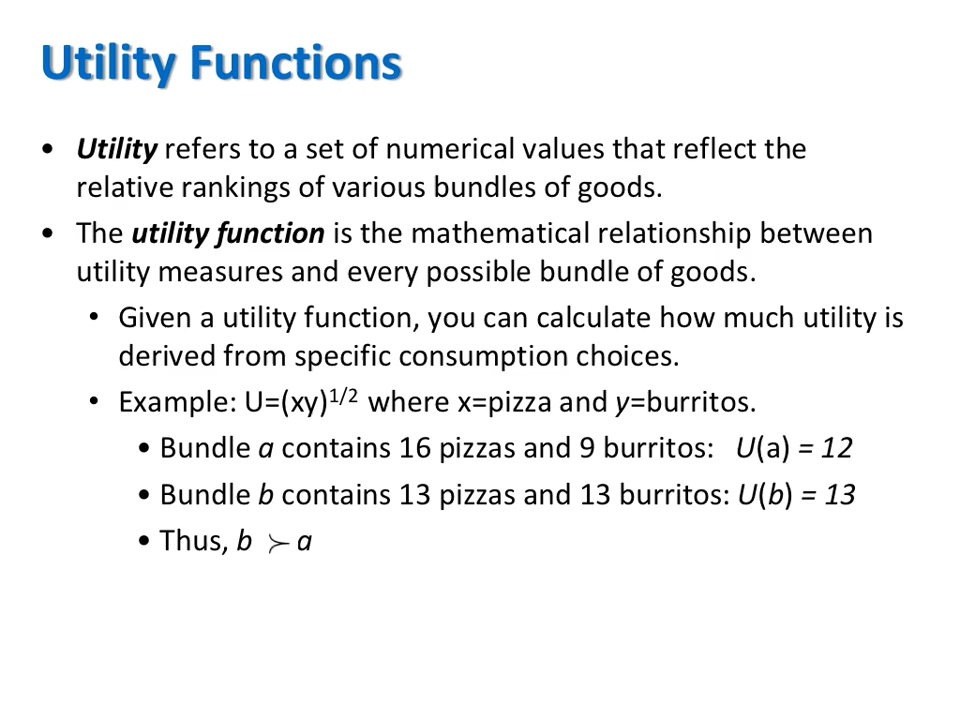 Utility Functions
• Utility refers to a set of numerical values that reflect the
relative rankings of various bundles of goods.
• The utility function is the mathematical relationship between
utility measures and every possible bundle of goods.
• Given a utility function, you can calculate how much utility is
derived from specific consumption choices.
• Example: U=(xy)¹/² where x=pizza and y=burritos.
• Bundle a contains 16 pizzas and 9 burritos: U(a) = 12
• Bundle b contains 13 pizzas and 13 burritos: U(b) = 13
• Thus, b ≻ a